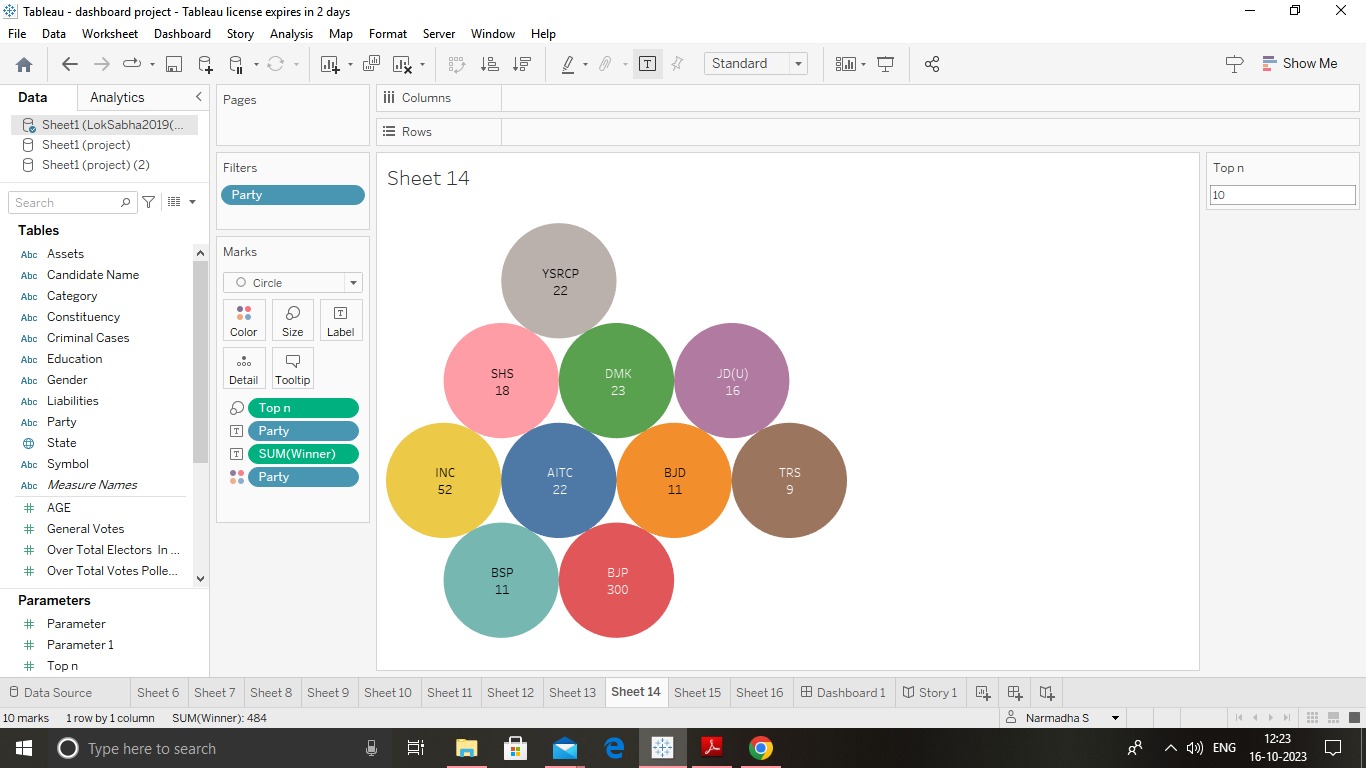 Tableau - dashboard project - Tableau license expires in 2 days
File Data Worksheet Dashboard Story Analysis Map Format Server Window Help
Standard
Show Me
Data Analytics
Sheet1 (LokSabha2019(...
Sheet1 (project)
Sheet1 (project) (2)
Search
Tables
Abc Assets
Abc Candidate Name
Abc Category
Abc Constituency
Abc Criminal Cases
Abc Education
Abc Gender
Abc Liabilities
Abc Party
State
Abc Symbol
Abc Measure Names
# AGE
# General Votes
# Over Total Electors In ...
# Over Total Votes Polle...
Parameters
# Parameter
# Parameter 1
# Top n
Pages
Filters
Party
Marks
Circle
Color Size Label
Detail Tooltip
Top n
Party
SUM(Winner)
Party
Columns
Rows
Sheet 14
YSRCP
22
SHS
18
DMK
23
JD(U)
16
INC
52
AITC
22
BJD
11
TRS
9
BSP
11
BJP
300
Top n
10
Data Source Sheet 6 Sheet 7 Sheet 8 Sheet 9 Sheet 10 Sheet 11 Sheet 12 Sheet 13 Sheet 14 Sheet 15 Sheet 16 Dashboard 1 Story 1
10 marks 1 row by 1 column SUM(Winner): 484
Narmadha S
Type here to search
ENG
12:23
16-10-2023